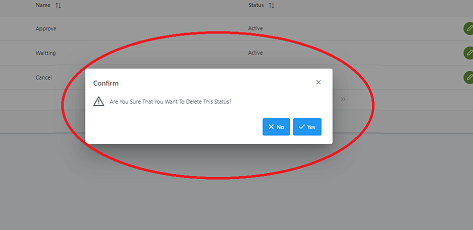 Name Status
Approve Active
Waitting Active
Cancel
Confirm
Are You Sure That You Want To Delete This Status?
No Yes